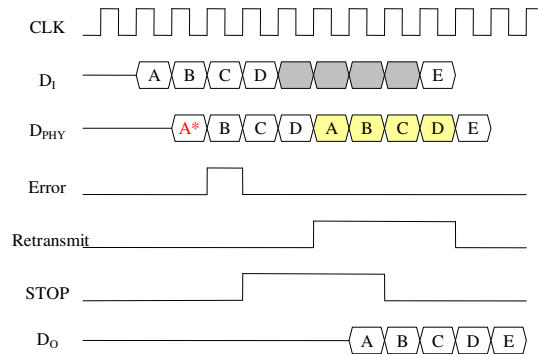 CLK
D_I A B C D E
D_PHY A* B C D A B C D E
Error
Retransmit
STOP
D_O A B C D E